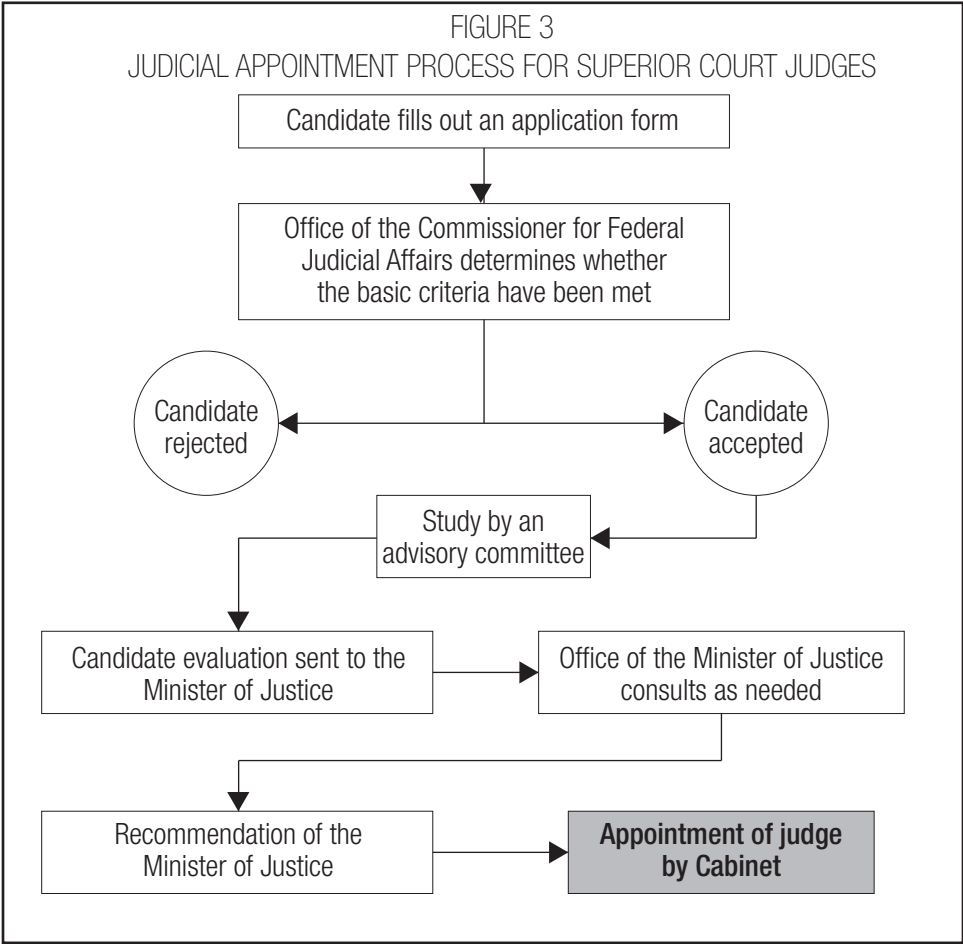 FIGURE 3
JUDICIAL APPOINTMENT PROCESS FOR SUPERIOR COURT JUDGES
Candidate fills out an application form
Office of the Commissioner for Federal
Judicial Affairs determines whether
the basic criteria have been met
Candidate
rejected
Candidate
accepted
Study by an
advisory committee
Candidate evaluation sent to the
Minister of Justice
Office of the Minister of Justice
consults as needed
Recommendation of the
Minister of Justice
Appointment of judge
by Cabinet